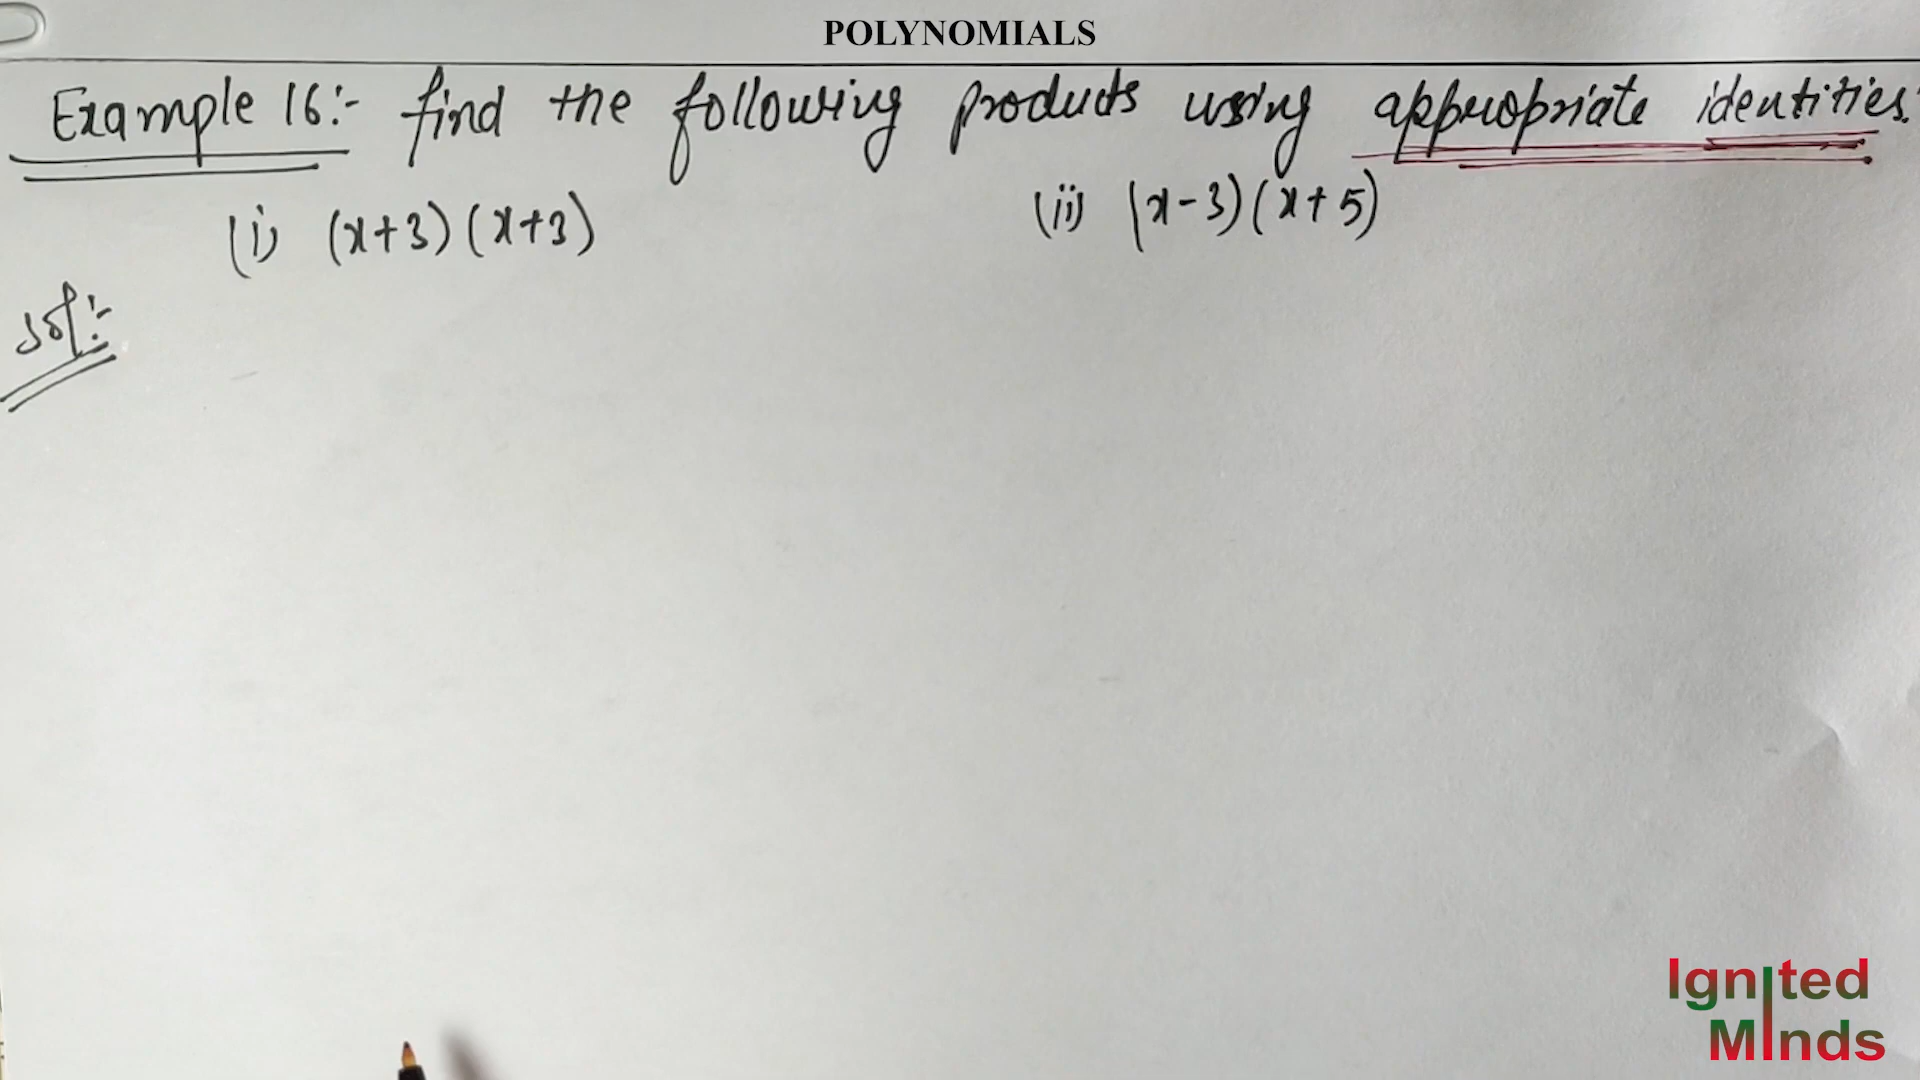 POLYNOMIALS
Example 16:- find the following products using appropriate identities.
(i) (x+3)(x+3) (ii) (x-3)(x+5)
Sol:-
Ignited
Minds